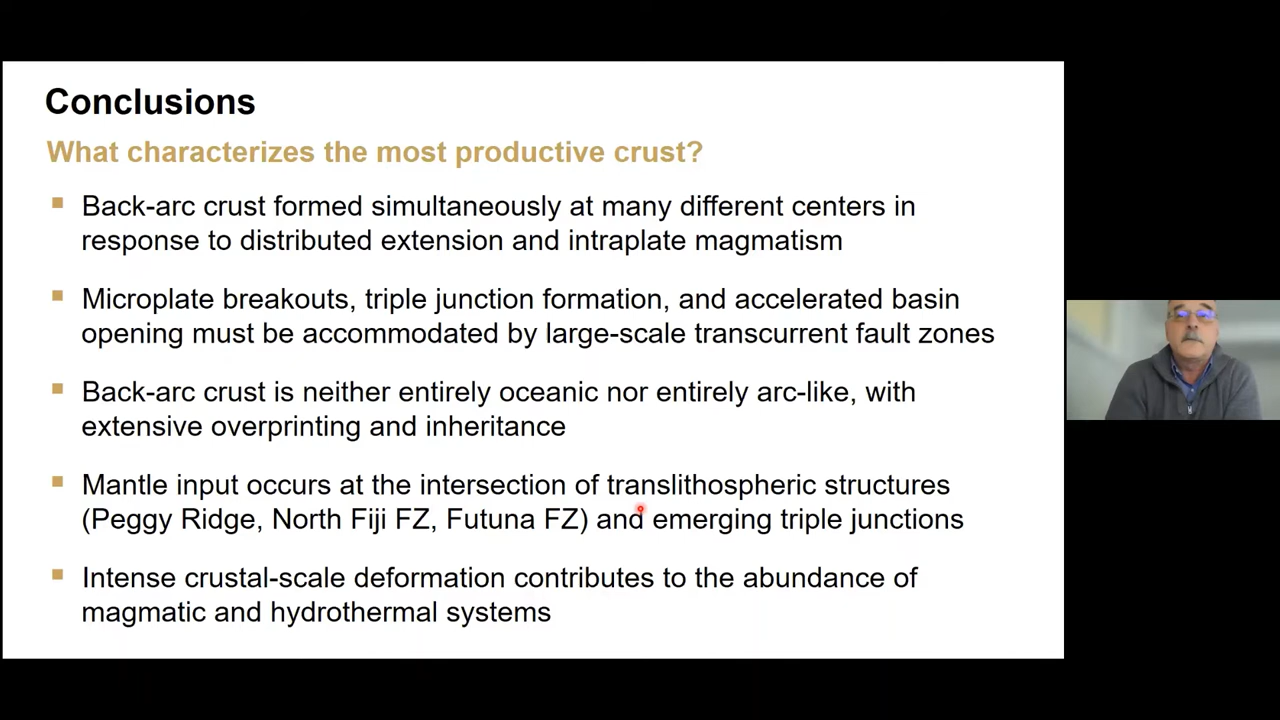 Conclusions
What characterizes the most productive crust?
Back-arc crust formed simultaneously at many different centers in
response to distributed extension and intraplate magmatism
Microplate breakouts, triple junction formation, and accelerated basin
opening must be accommodated by large-scale transcurrent fault zones
Back-arc crust is neither entirely oceanic nor entirely arc-like, with
extensive overprinting and inheritance
Mantle input occurs at the intersection of translithospheric structures
(Peggy Ridge, North Fiji FZ, Futuna FZ) and emerging triple junctions
Intense crustal-scale deformation contributes to the abundance of
magmatic and hydrothermal systems